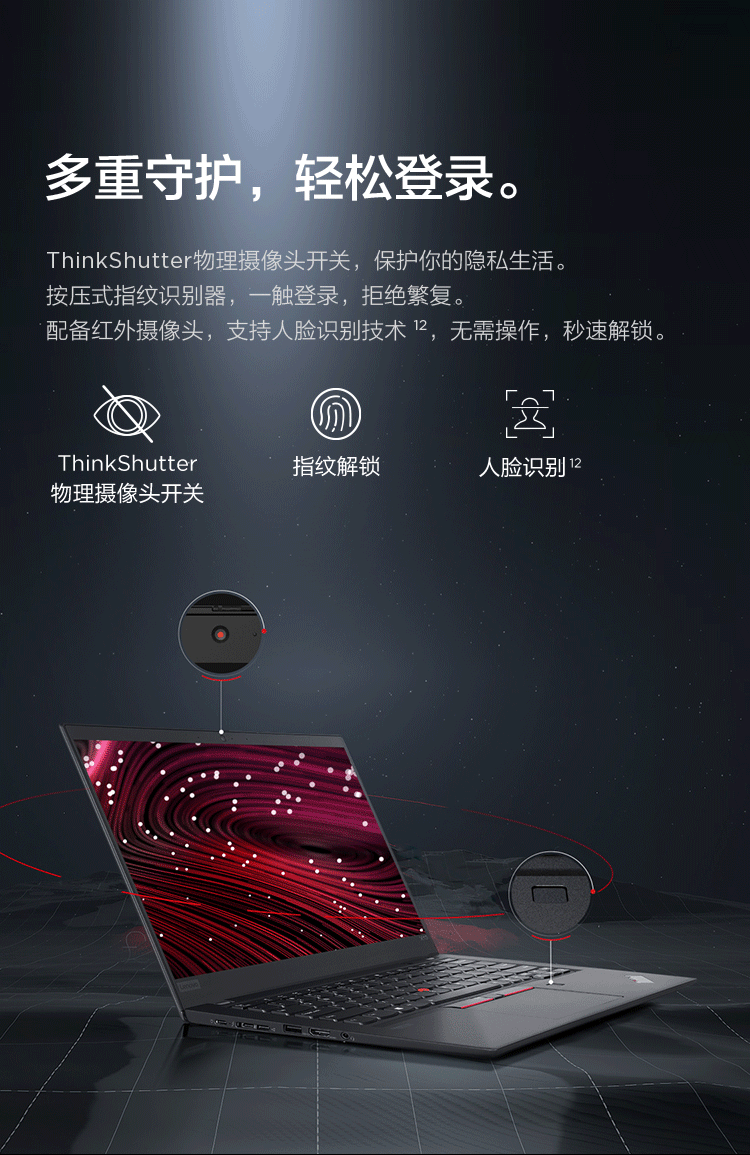 多重守护，轻松登录。
ThinkShutter物理摄像头开关，保护你的隐私生活。
按压式指纹识别器，一触登录，拒绝繁复。
配备红外摄像头，支持人脸识别技术 12，无需操作，秒速解锁。
ThinkShutter
物理摄像头开关
指纹解锁
人脸识别 12